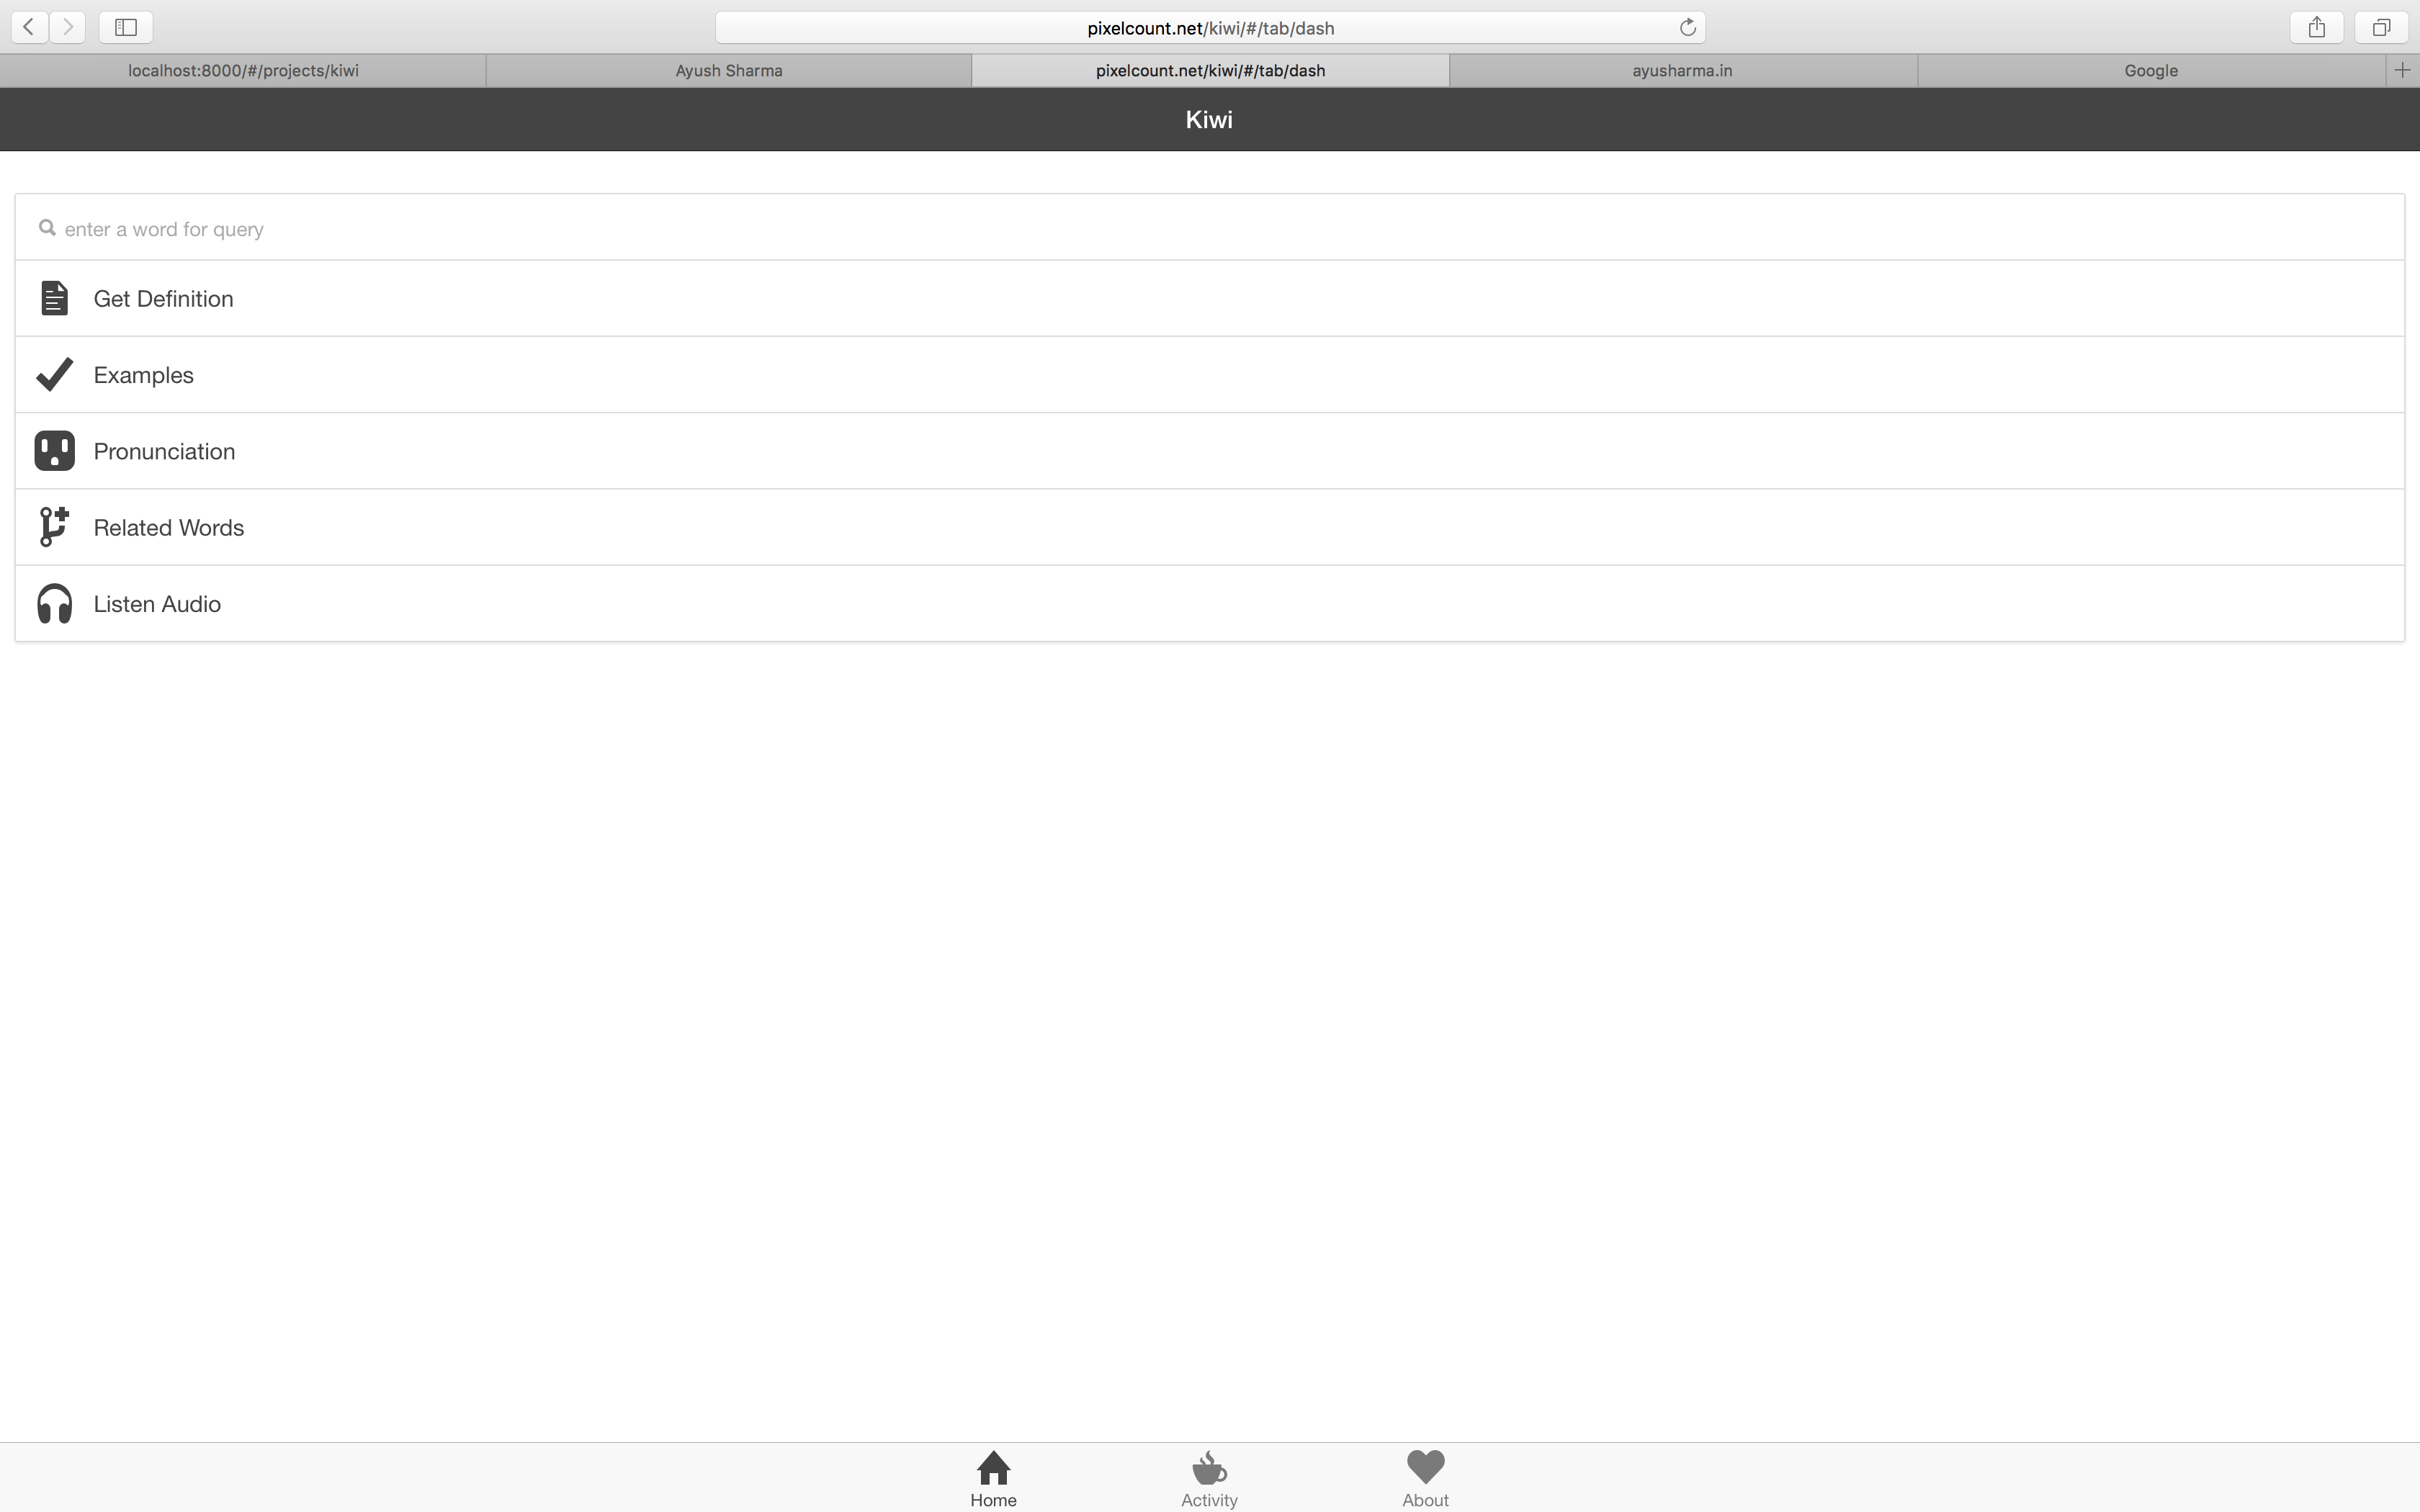 pixelcount.net/kiwi/#/tab/dash
localhost:8000/#/projects/kiwi
Ayush Sharma
pixelcount.net/kiwi/#/tab/dash
ayusharma.in
Google
Kiwi
enter a word for query
Get Definition
Examples
Pronunciation
Related Words
Listen Audio
Home
Activity
About